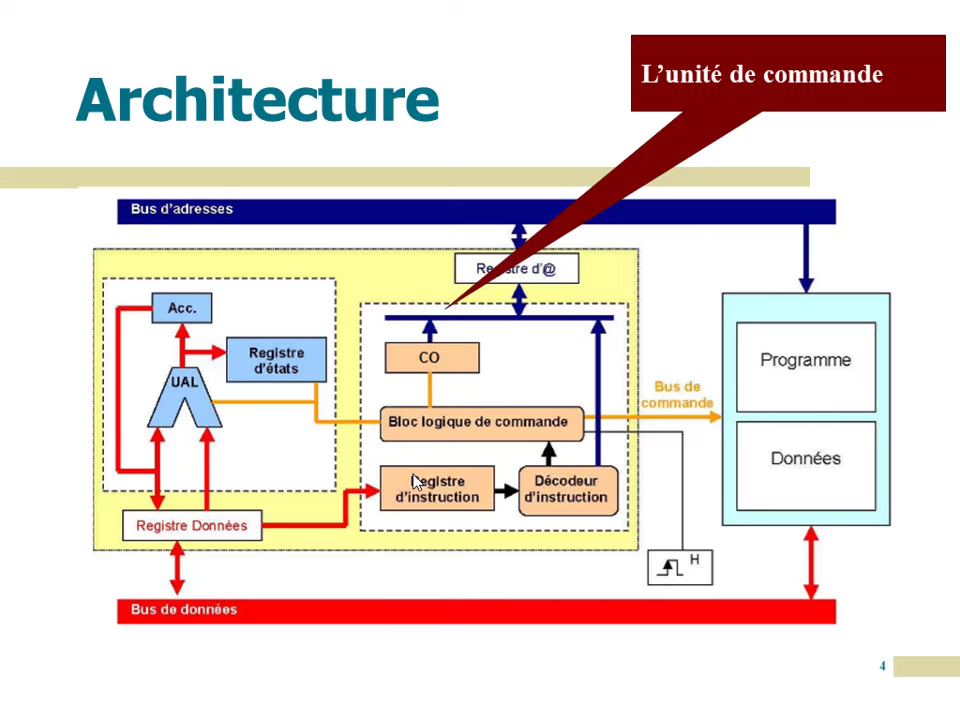 L'unité de commande
Architecture
Bus d'adresses
Registre d'@
Acc.
Registre
d'états
CO
UAL
Programme
Bus de
commande
Bloc logique de commande
Données
Registre
d'instruction
Décodeur
d'instruction
Registre Données
H
Bus de données
4